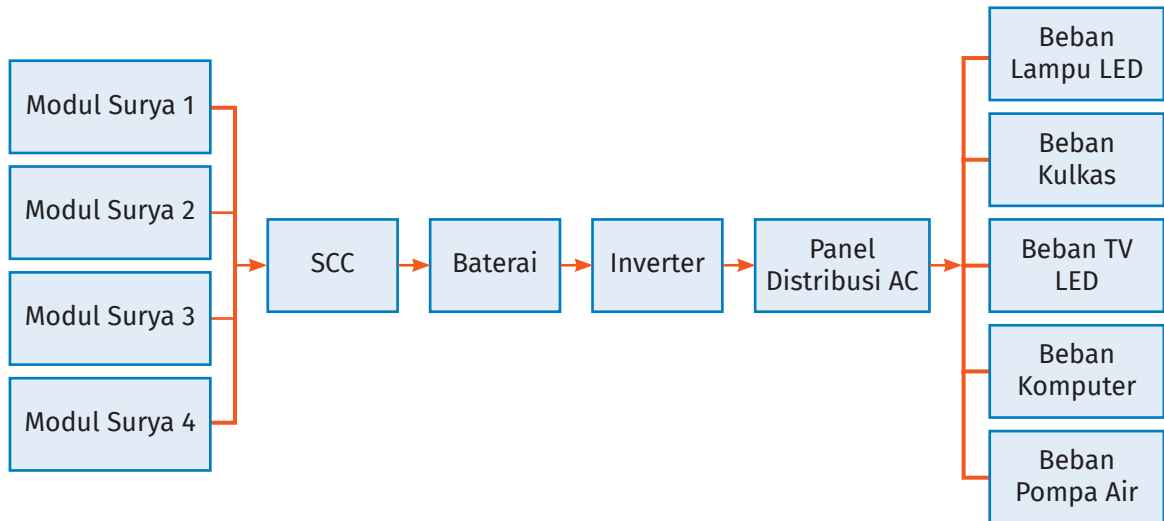 Modul Surya 1
Modul Surya 2
Modul Surya 3
Modul Surya 4
SCC
Baterai
Inverter
Panel
Distribusi AC
Beban
Lampu LED
Beban
Kulkas
Beban TV
LED
Beban
Komputer
Beban
Pompa Air